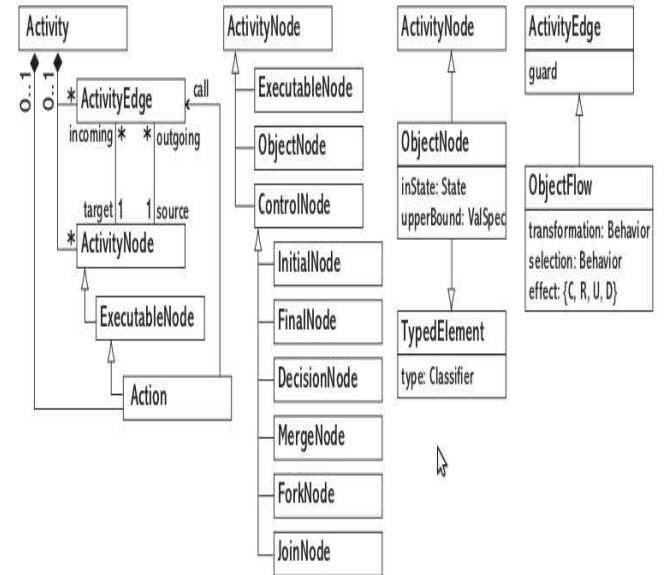 Activity
0..1
0..1
*
ActivityEdge
call
incoming * * outgoing
target 1 1 source
*
ActivityNode
ExecutableNode
Action
ActivityNode
ExecutableNode
ObjectNode
ControlNode
InitialNode
FinalNode
DecisionNode
MergeNode
ForkNode
JoinNode
ActivityNode
ObjectNode
inState: State
upperBound: ValSpec
TypedElement
type: Classifier
ActivityEdge
guard
ObjectFlow
transformation: Behavior
selection: Behavior
effect: {C, R, U, D}